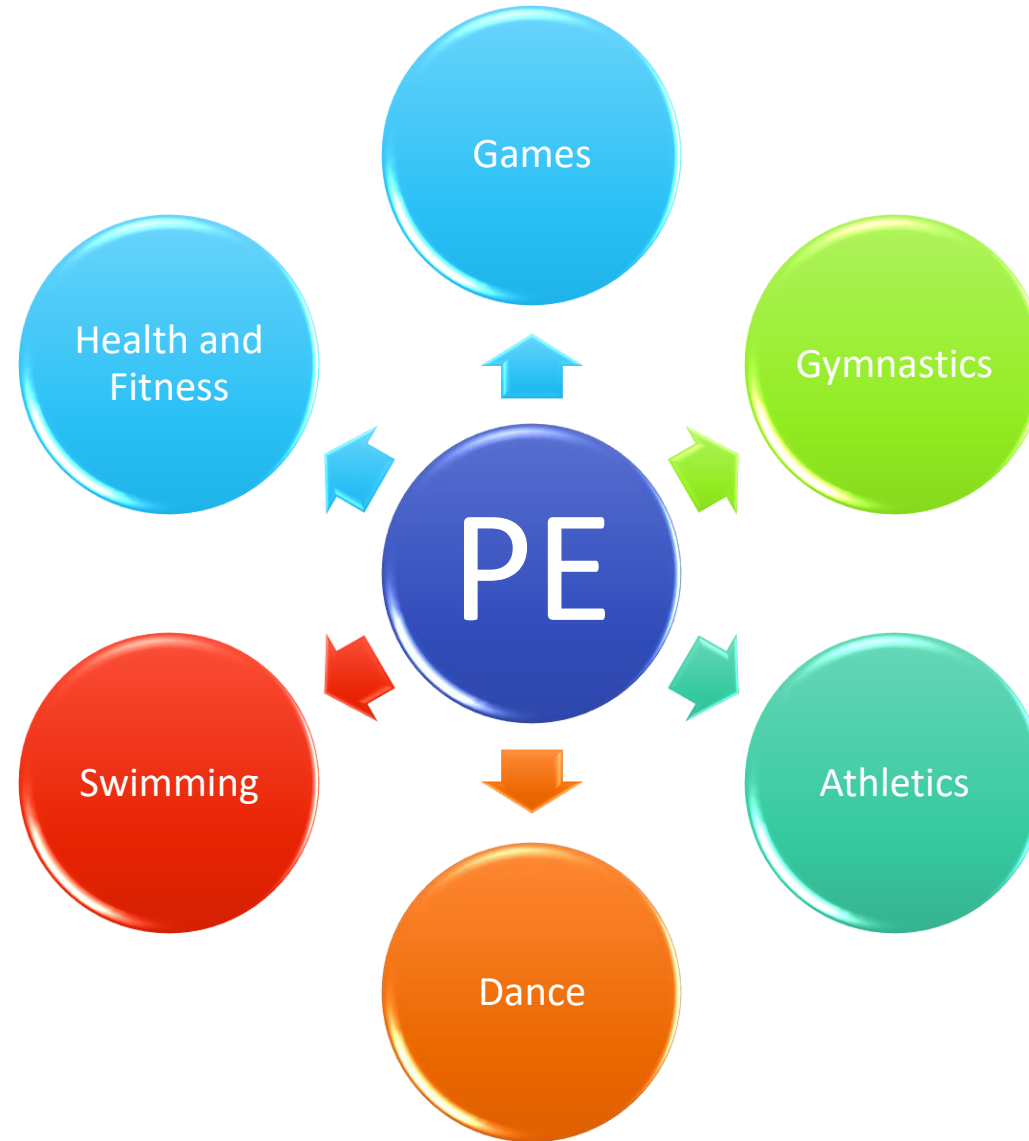 Games
Health and
Fitness
Gymnastics
PE
Swimming
Athletics
Dance